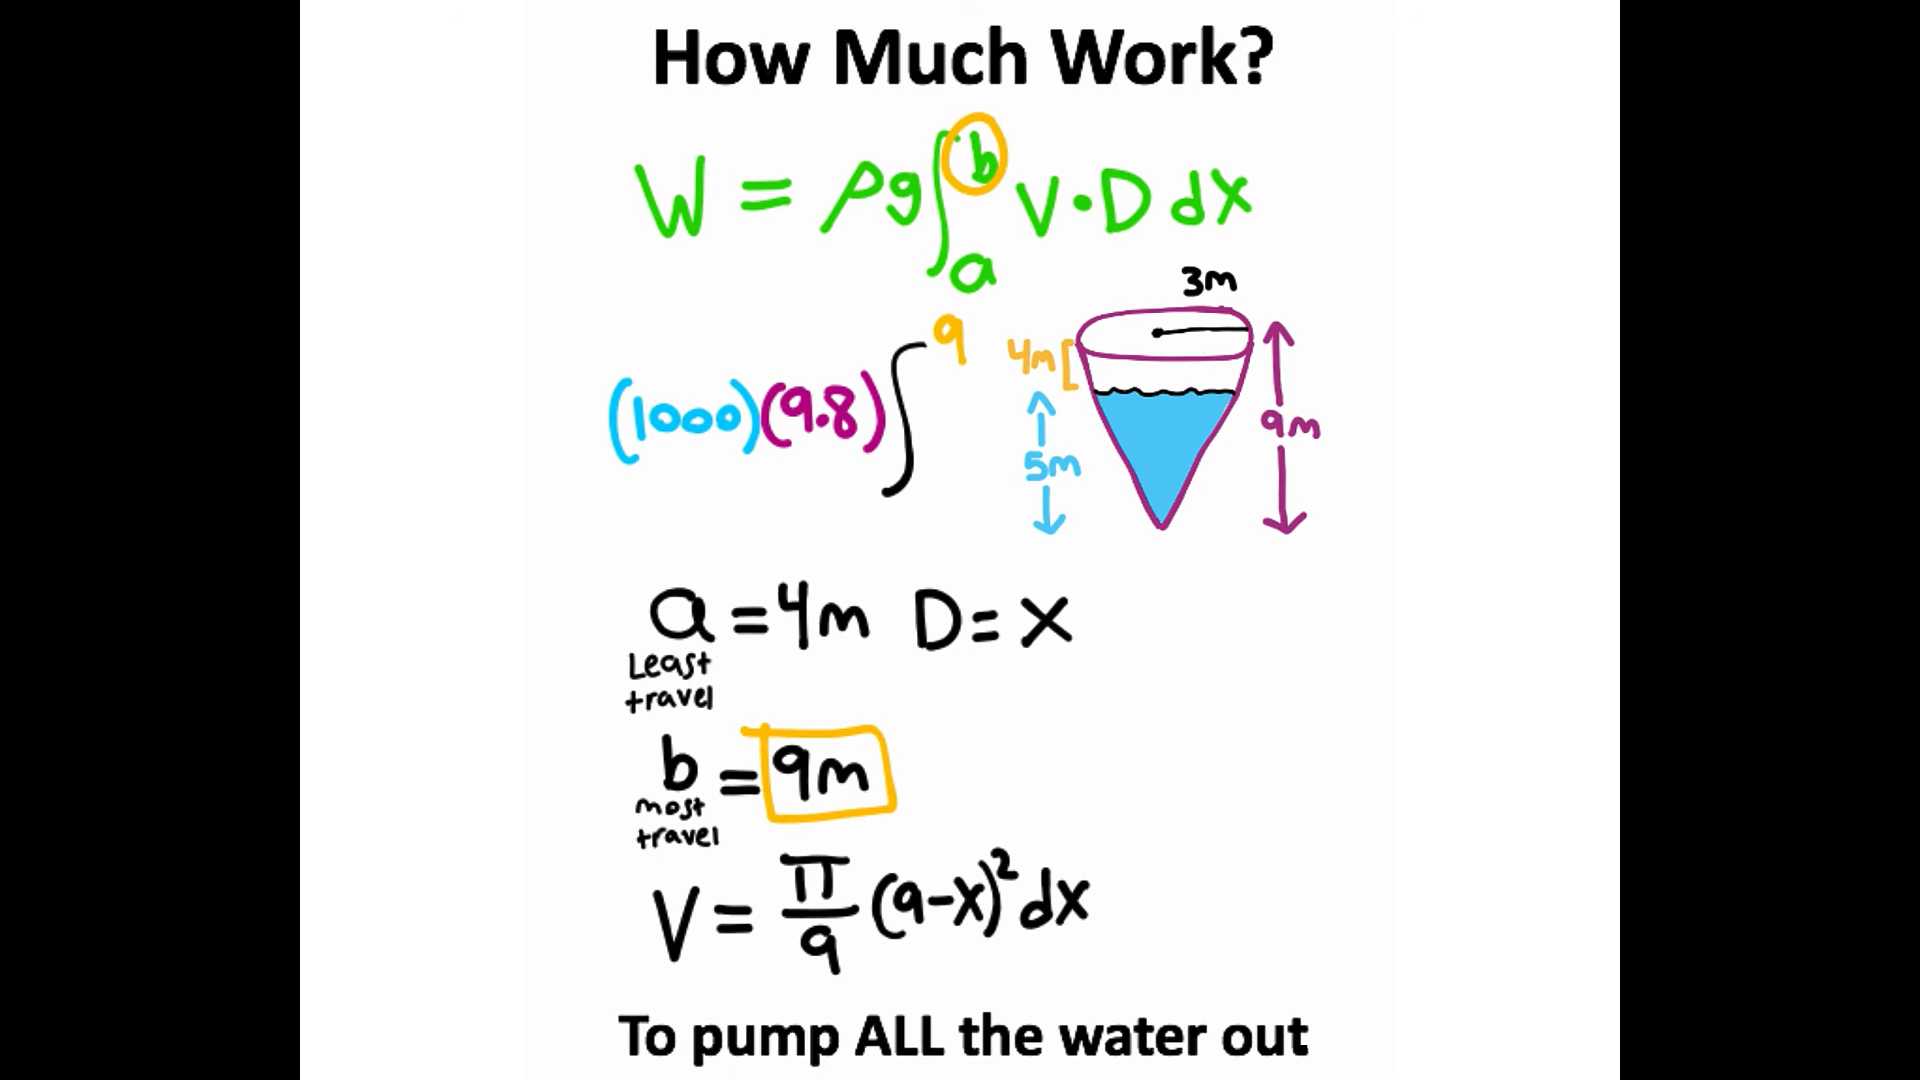 How Much Work?
W = ρg∫ₐᵇ V·D dx
3m
(1000)(9.8)∫⁹
4m
5m
9m
a = 4m D = x
Least
travel
b = 9m
most
travel
V = π/9 (9-x)² dx
To pump ALL the water out